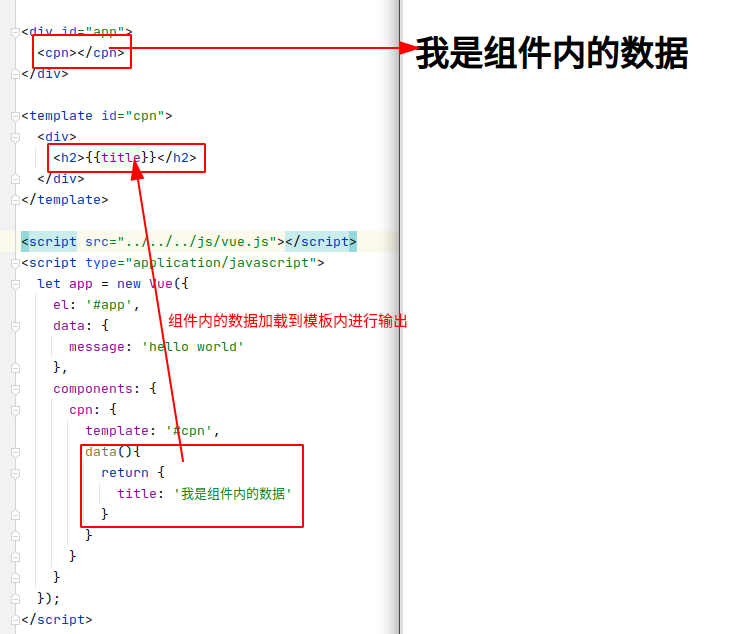 <div id="app">
  <cpn></cpn>
</div>
我是组件内的数据
<template id="cpn">
  <div>
    <h2>{{title}}</h2>
  </div>
</template>
<script src="../../../js/vue.js"></script>
<script type="application/javascript">
  let app = new Vue({
    el: '#app',
    data: {
组件内的数据加载到模板内进行输出
      message: 'hello world'
    },
    components: {
      cpn: {
        template: '#cpn',
        data(){
          return {
            title: '我是组件内的数据'
          }
        }
      }
    }
  });
</script>